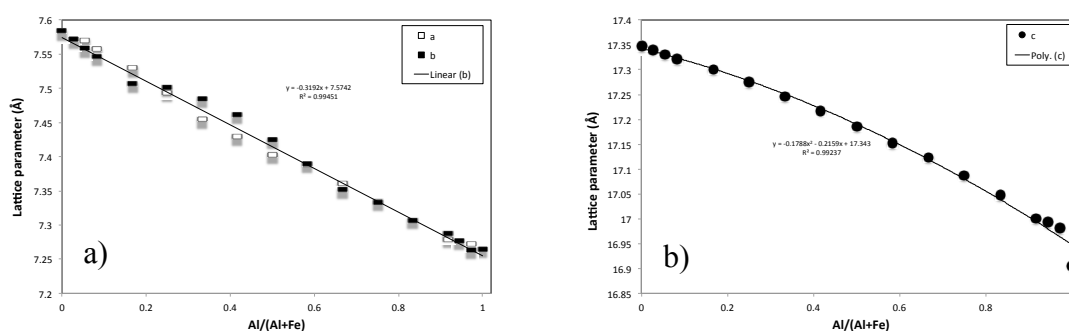 7.6
7.55
7.5
7.45
7.4
7.35
7.3
7.25
7.2
Lattice parameter (Å)
a
b
Linear (b)
y = -0.3192x + 7.5742
R² = 0.99451
a)
0 0.2 0.4 0.6 0.8 1
Al/(Al+Fe)
17.4
17.35
17.3
17.25
17.2
17.15
17.1
17.05
17
16.95
16.9
16.85
Lattice parameter (Å)
c
Poly. (c)
y = -0.1788x² - 0.2159x + 17.343
R² = 0.99237
b)
0 0.2 0.4 0.6 0.8
Al/(Al+Fe)